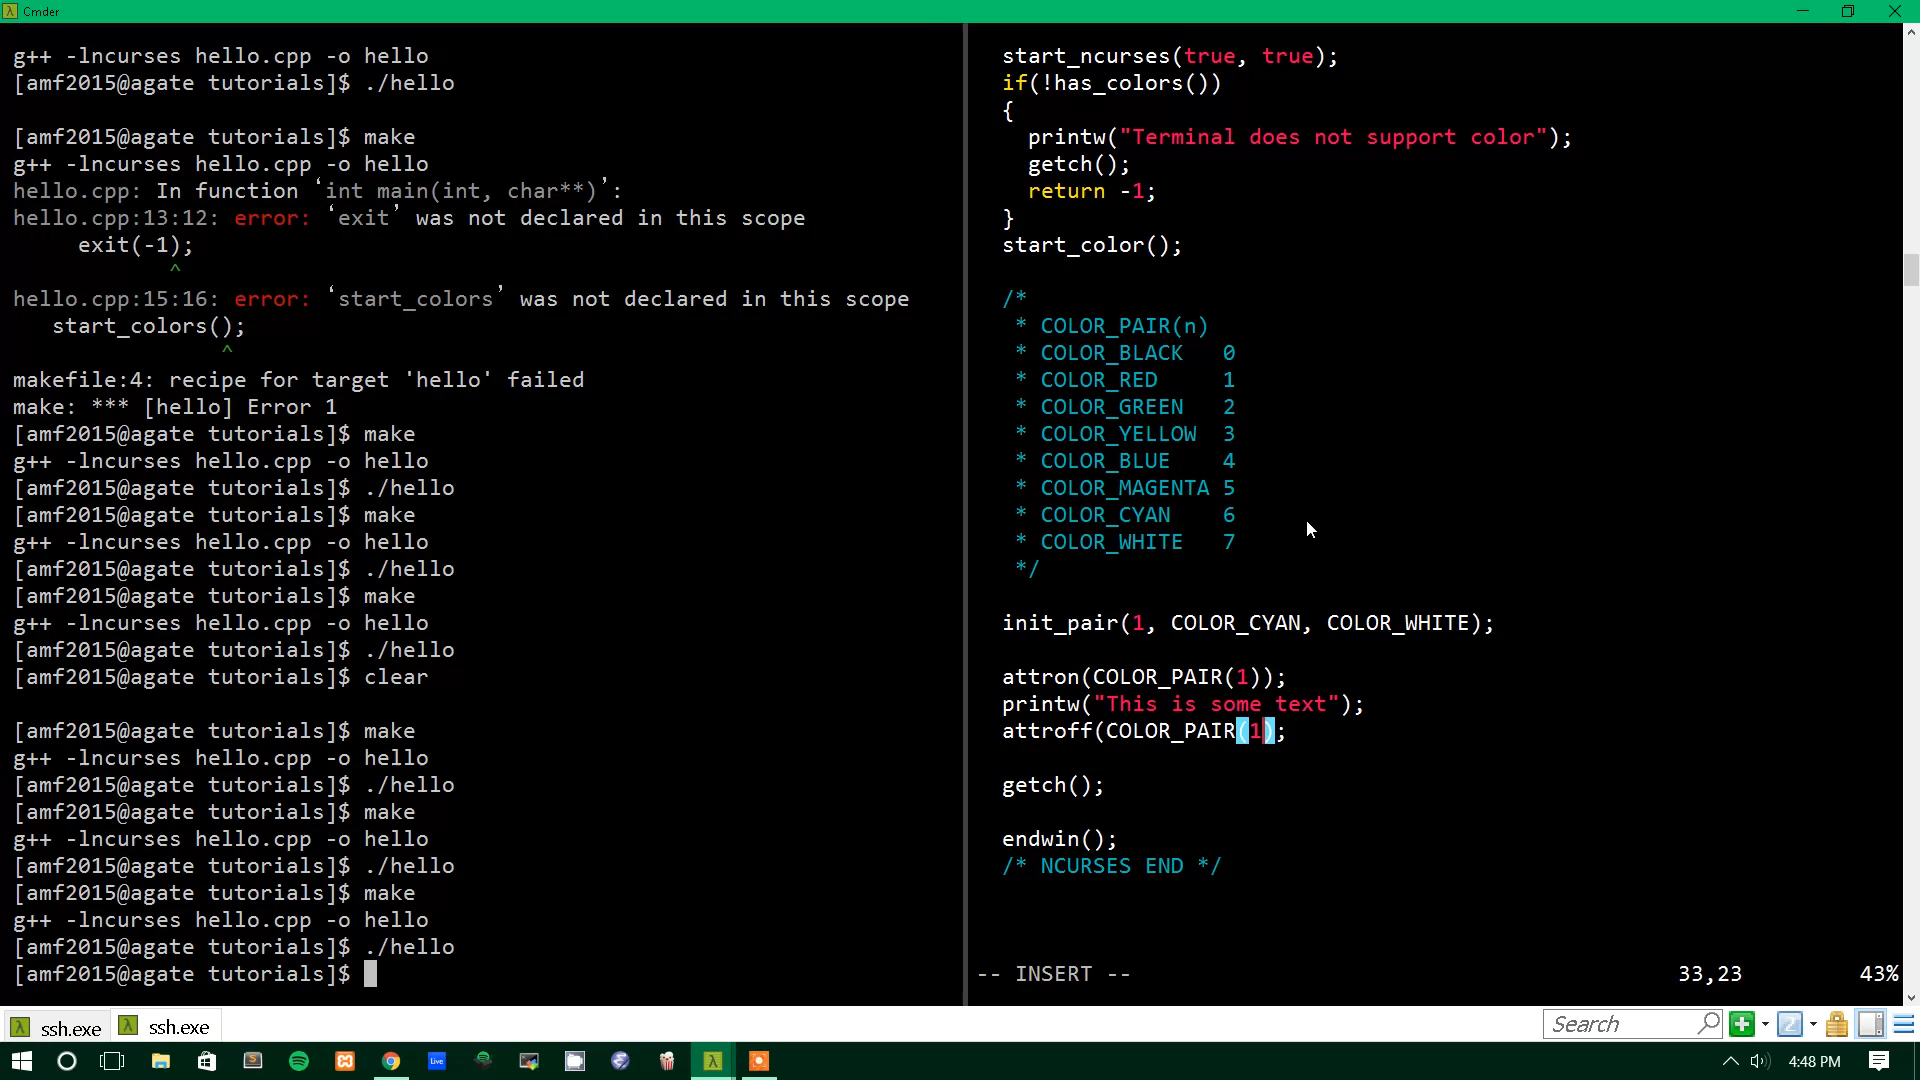 Cmder
g++ -lncurses hello.cpp -o hello
[amf2015@agate tutorials]$ ./hello
[amf2015@agate tutorials]$ make
g++ -lncurses hello.cpp -o hello
hello.cpp: In function ‘int main(int, char**)’:
hello.cpp:13:12: error: ‘exit’ was not declared in this scope
exit(-1);
^
hello.cpp:15:16: error: ‘start_colors’ was not declared in this scope
start_colors();
^
makefile:4: recipe for target 'hello' failed
make: *** [hello] Error 1
[amf2015@agate tutorials]$ make
g++ -lncurses hello.cpp -o hello
[amf2015@agate tutorials]$ ./hello
[amf2015@agate tutorials]$ make
g++ -lncurses hello.cpp -o hello
[amf2015@agate tutorials]$ ./hello
[amf2015@agate tutorials]$ make
g++ -lncurses hello.cpp -o hello
[amf2015@agate tutorials]$ ./hello
[amf2015@agate tutorials]$ clear
[amf2015@agate tutorials]$ make
g++ -lncurses hello.cpp -o hello
[amf2015@agate tutorials]$ ./hello
[amf2015@agate tutorials]$ make
g++ -lncurses hello.cpp -o hello
[amf2015@agate tutorials]$ ./hello
[amf2015@agate tutorials]$ make
g++ -lncurses hello.cpp -o hello
[amf2015@agate tutorials]$ ./hello
[amf2015@agate tutorials]$
start_ncurses(true, true);
if(!has_colors())
{
printw("Terminal does not support color");
getch();
return -1;
}
start_color();
/*
* COLOR_PAIR(n)
* COLOR_BLACK 0
* COLOR_RED 1
* COLOR_GREEN 2
* COLOR_YELLOW 3
* COLOR_BLUE 4
* COLOR_MAGENTA 5
* COLOR_CYAN 6
* COLOR_WHITE 7
*/
init_pair(1, COLOR_CYAN, COLOR_WHITE);
attron(COLOR_PAIR(1));
printw("This is some text");
attroff(COLOR_PAIR(1);
getch();
endwin();
/* NCURSES END */
-- INSERT -- 33,23 43%
ssh.exe
ssh.exe
Search
Live
4:48 PM